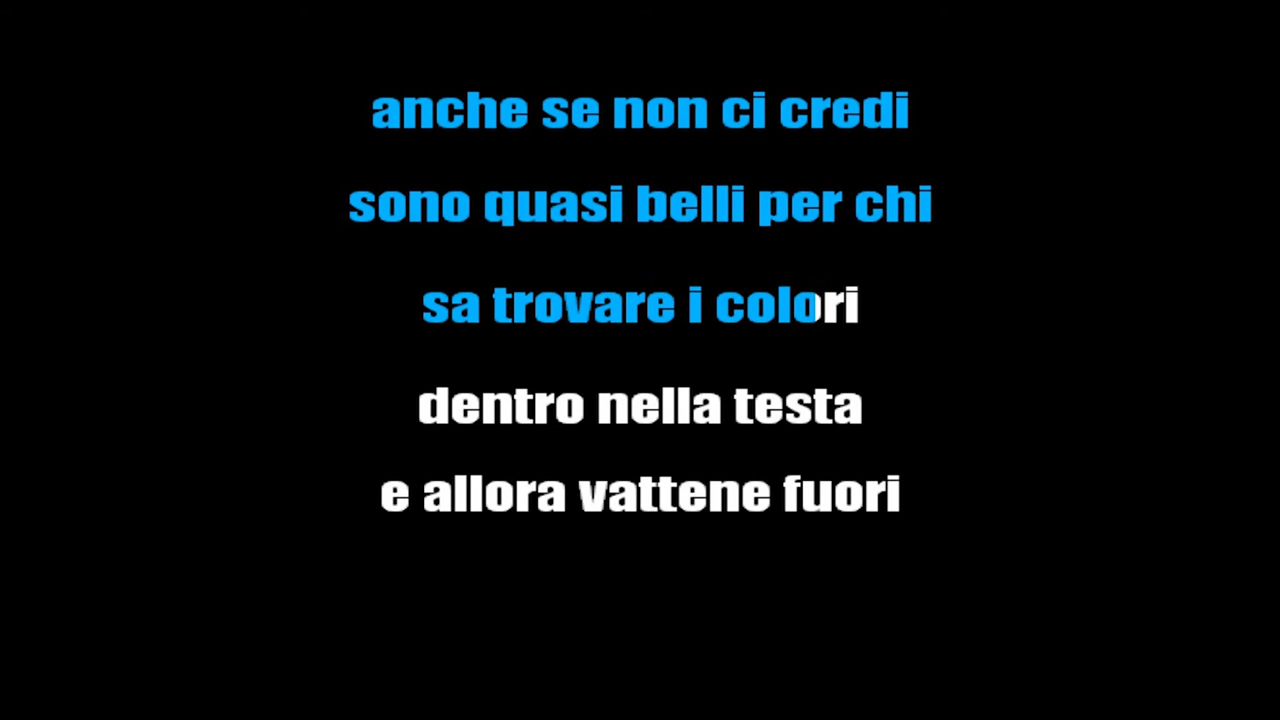 anche se non ci credi
sono quasi belli per chi
sa trovare i colori
dentro nella testa
e allora vattene fuori